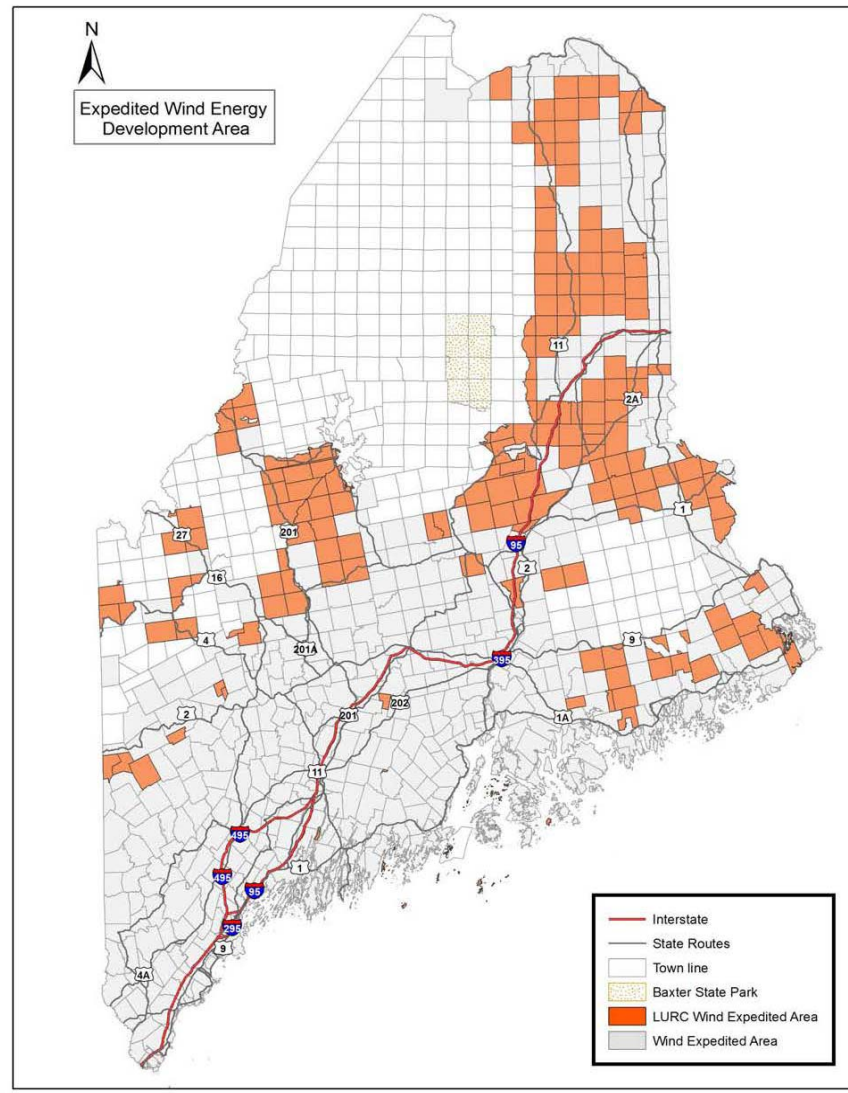 N
Expedited Wind Energy
Development Area
11
2A
1
27
201
16
95
2
4
201A
9
395
2
201
202
1A
11
495
1
495
95
295
9
4A
Interstate
State Routes
Town line
Baxter State Park
LURC Wind Expedited Area
Wind Expedited Area